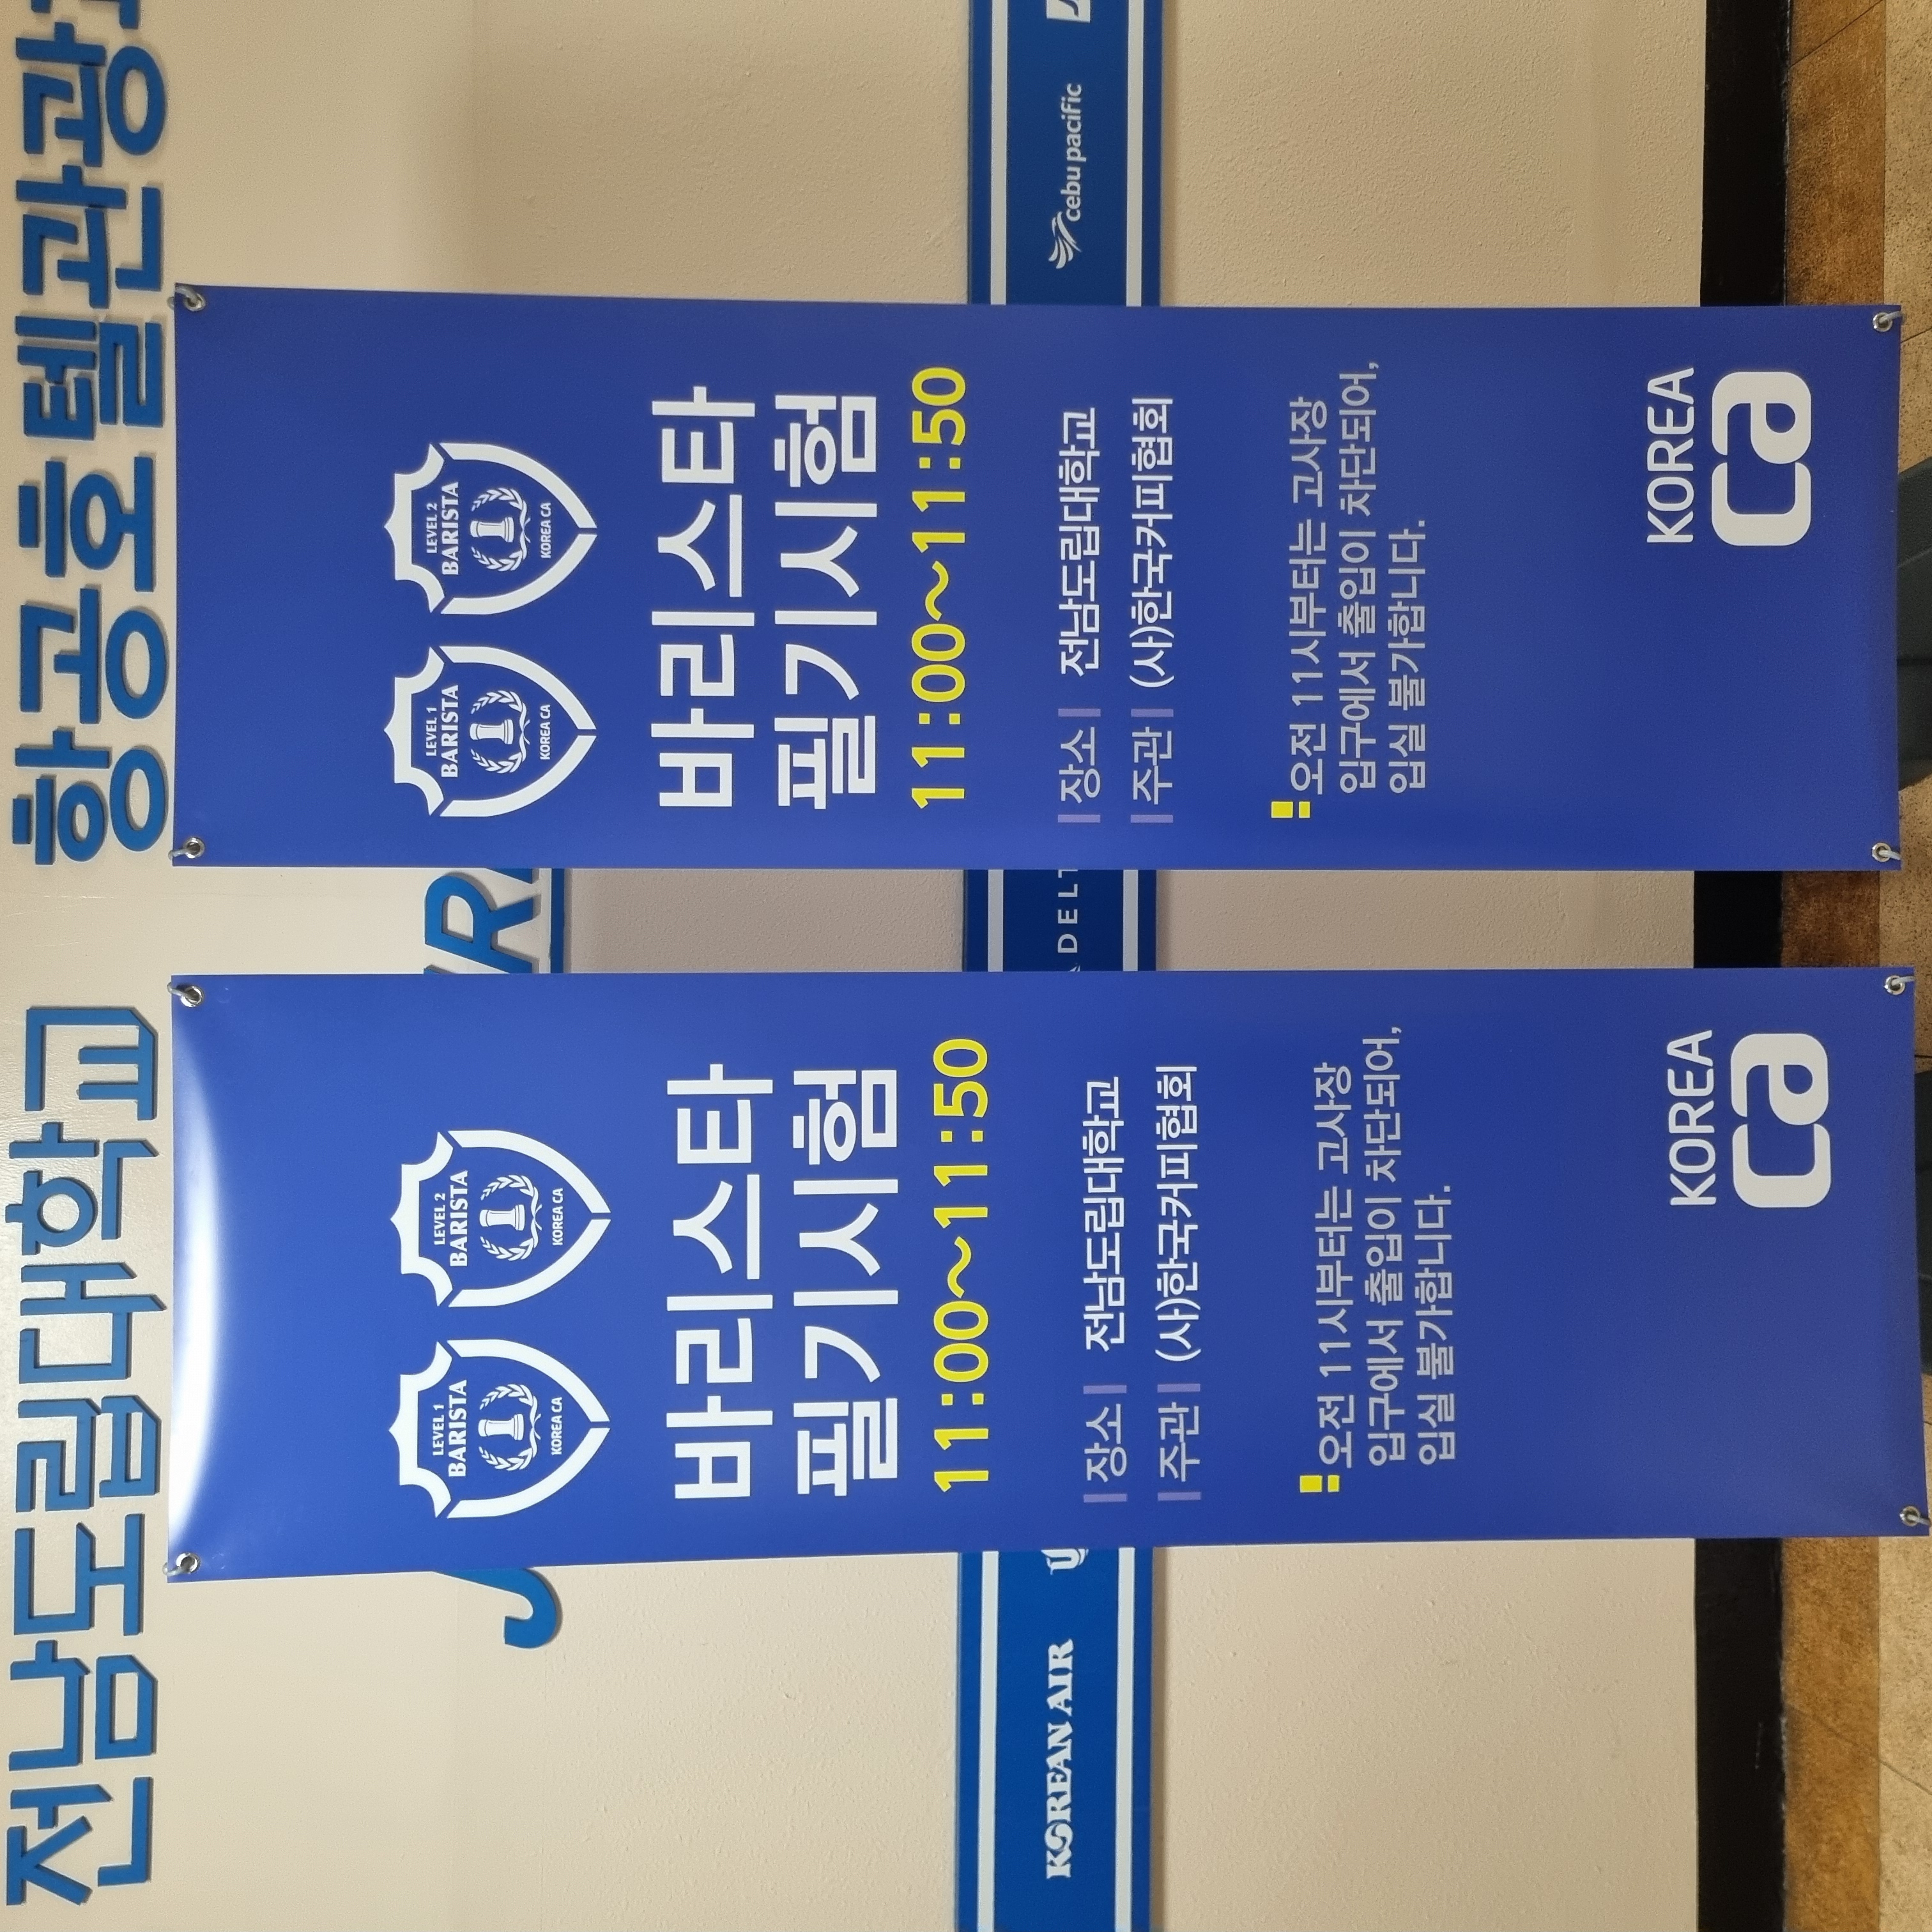 전남도립대학교 항공호텔관광
LEVEL 1
BARISTA
KOREA CA
LEVEL 2
BARISTA
KOREA CA
바리스타
필기시험
11:00~11:50
장소 전남도립대학교
주관 (사)한국커피협회
오전 11시부터는 고사장
입구에서 출입이 차단되어,
입실 불가합니다.
KOREA
ca
LEVEL 1
BARISTA
KOREA CA
LEVEL 2
BARISTA
KOREA CA
바리스타
필기시험
11:00~11:50
장소 전남도립대학교
주관 (사)한국커피협회
오전 11시부터는 고사장
입구에서 출입이 차단되어,
입실 불가합니다.
KOREA
ca
KOREAN AIR
cebu pacific